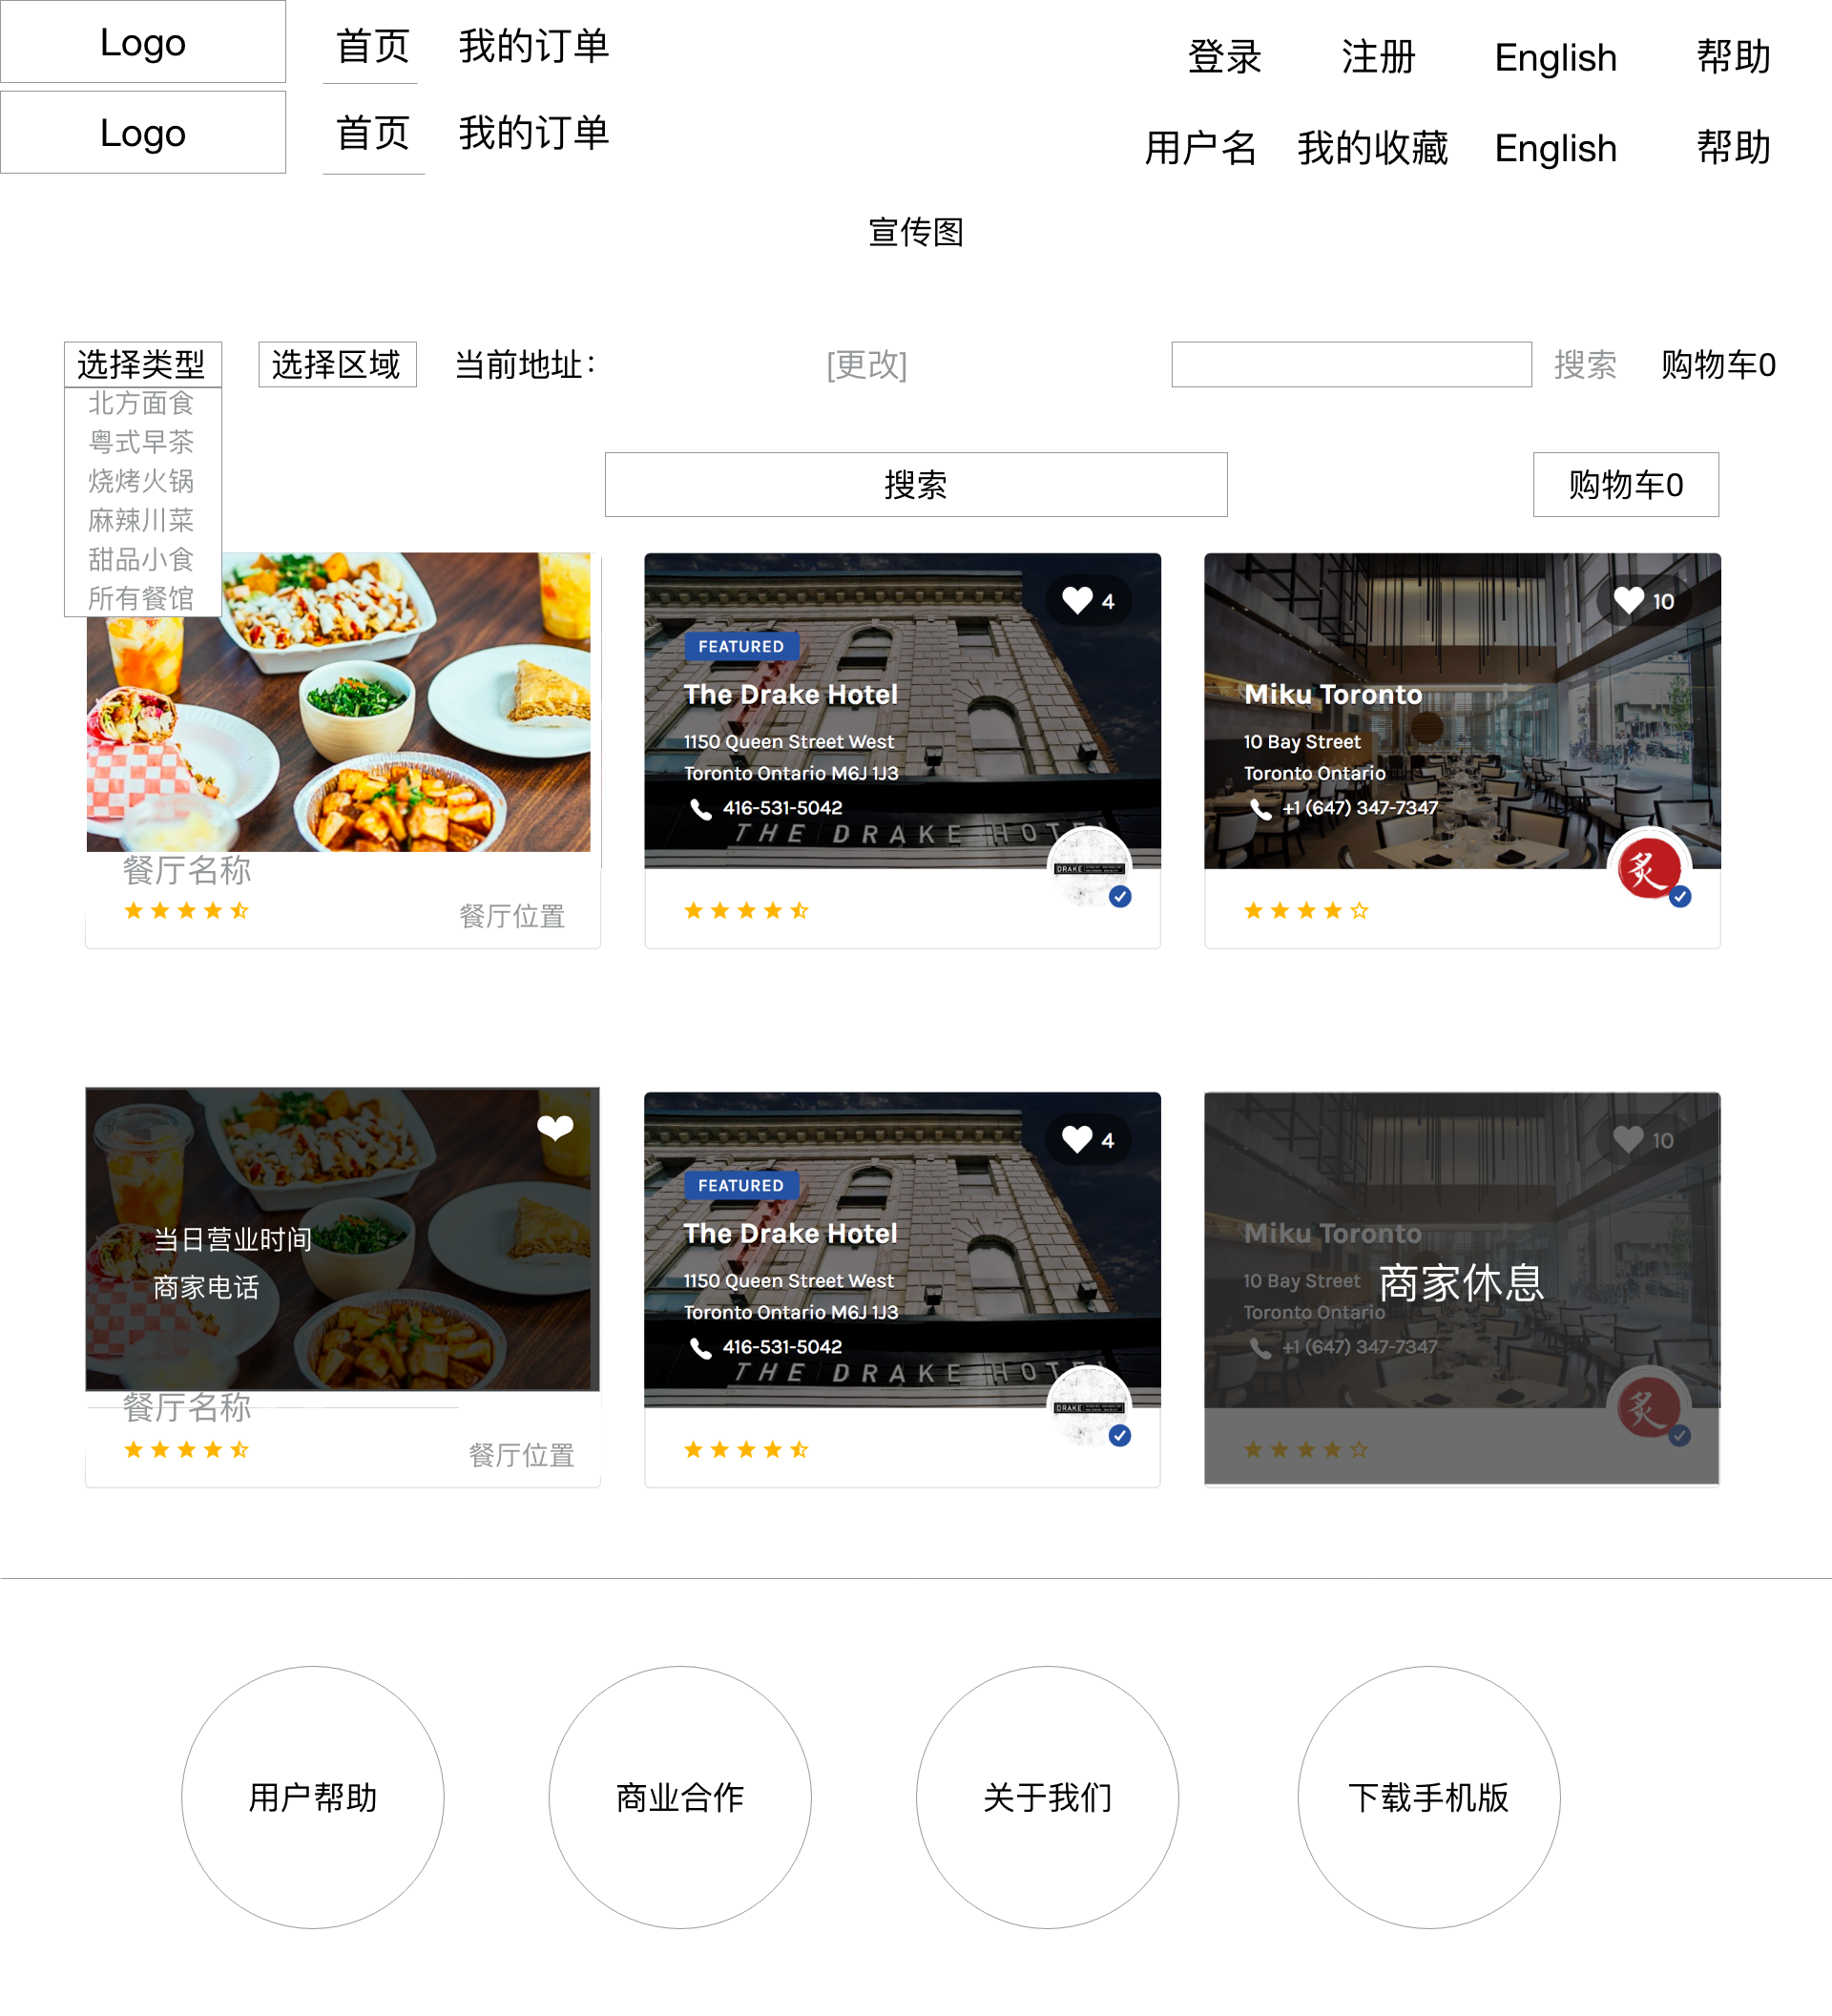 Logo 首页 我的订单 登录 注册 English 帮助
Logo 首页 我的订单 用户名 我的收藏 English 帮助
宣传图
选择类型 选择区域 当前地址： [更改] 搜索 购物车0
北方面食
粤式早茶
烧烤火锅
麻辣川菜
甜品小食
所有餐馆
搜索 购物车0
4
FEATURED
The Drake Hotel
1150 Queen Street West
Toronto Ontario M6J 1J3
416-531-5042
THE DRAKE HOTEL
DRAKE
10
Miku Toronto
10 Bay Street
Toronto Ontario
+1 (647) 347-7347
炙
餐厅名称
餐厅位置
当日营业时间
商家电话
餐厅名称
餐厅位置
4
FEATURED
The Drake Hotel
1150 Queen Street West
Toronto Ontario M6J 1J3
416-531-5042
THE DRAKE HOTEL
DRAKE
10
Miku Toronto
10 Bay Street
Toronto Ontario
+1 (647) 347-7347
商家休息
炙
用户帮助 商业合作 关于我们 下载手机版